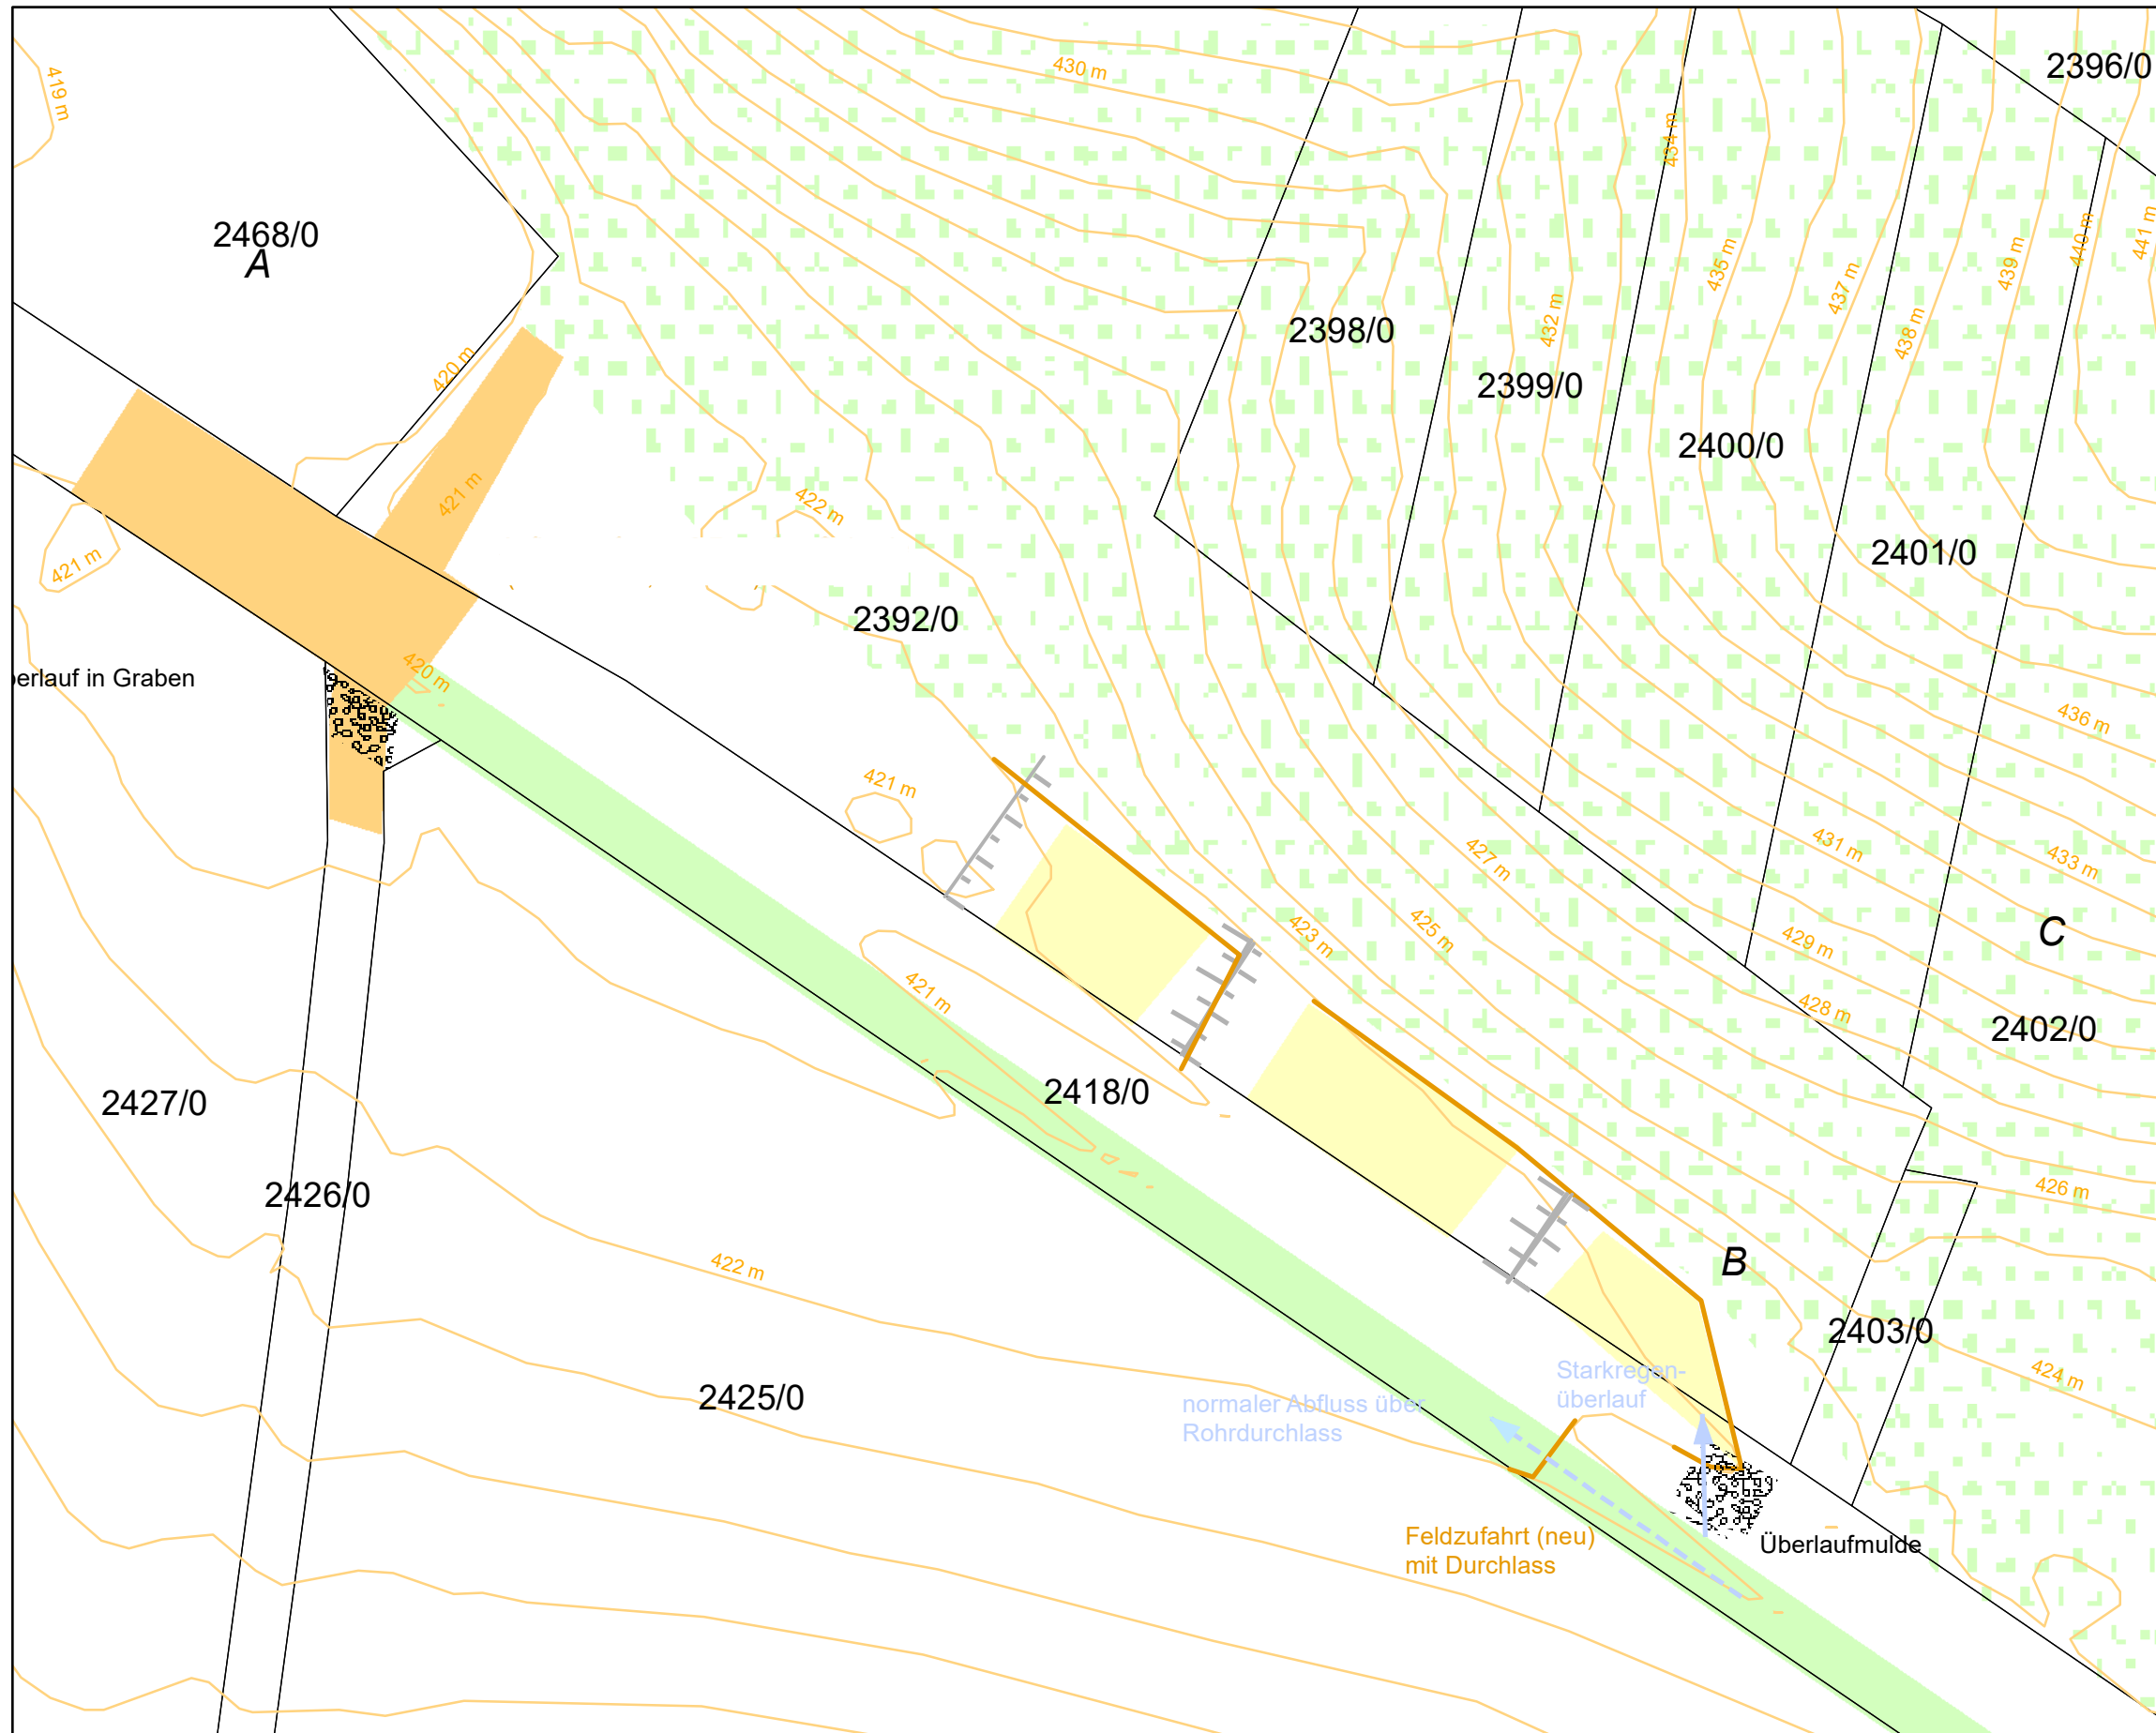 2396/0
430 m
419 m
434 m
2468/0
A
440 m
441 m
435 m
439 m
437 m
432 m
2398/0
438 m
420 m
2399/0
2400/0
421 m
422 m
2401/0
421 m
2392/0
420 m
erlauf in Graben
436 m
421 m
431 m
427 m
433 m
C
425 m
423 m
429 m
421 m
428 m
2402/0
2418/0
2427/0
426 m
2426/0
B
422 m
2403/0
Starkregen-
überlauf
424 m
2425/0
normaler Abfluss über
Rohrdurchlass
Feldzufahrt (neu)
mit Durchlass
Überlaufmulde